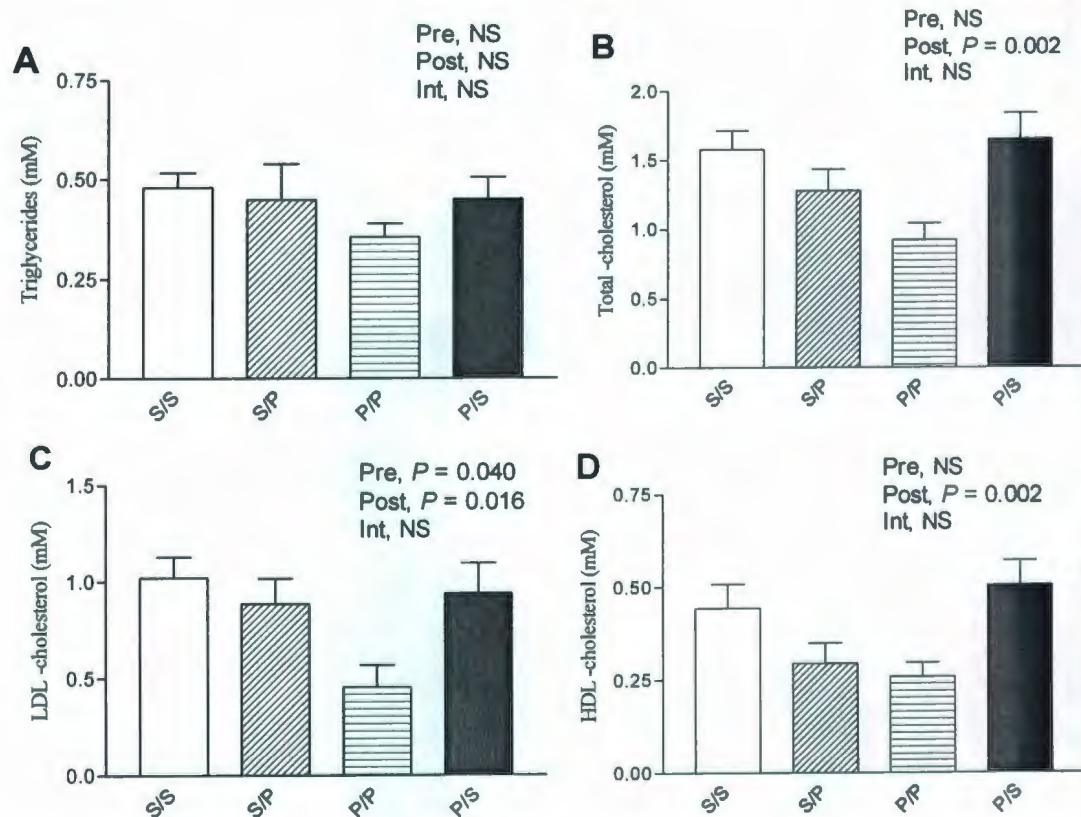 A
Pre, NS
Post, NS
Int, NS
Triglycerides (mM)
0.75
0.50
0.25
0.00
S/S
S/P
P/P
P/S
B
Pre, NS
Post, P = 0.002
Int, NS
Total -cholesterol (mM)
2.0
1.5
1.0
0.5
0.0
S/S
S/P
P/P
P/S
C
Pre, P = 0.040
Post, P = 0.016
Int, NS
LDL -cholesterol (mM)
1.5
1.0
0.5
0.0
S/S
S/P
P/P
P/S
D
Pre, NS
Post, P = 0.002
Int, NS
HDL -cholesterol (mM)
0.75
0.50
0.25
0.00
S/S
S/P
P/P
P/S